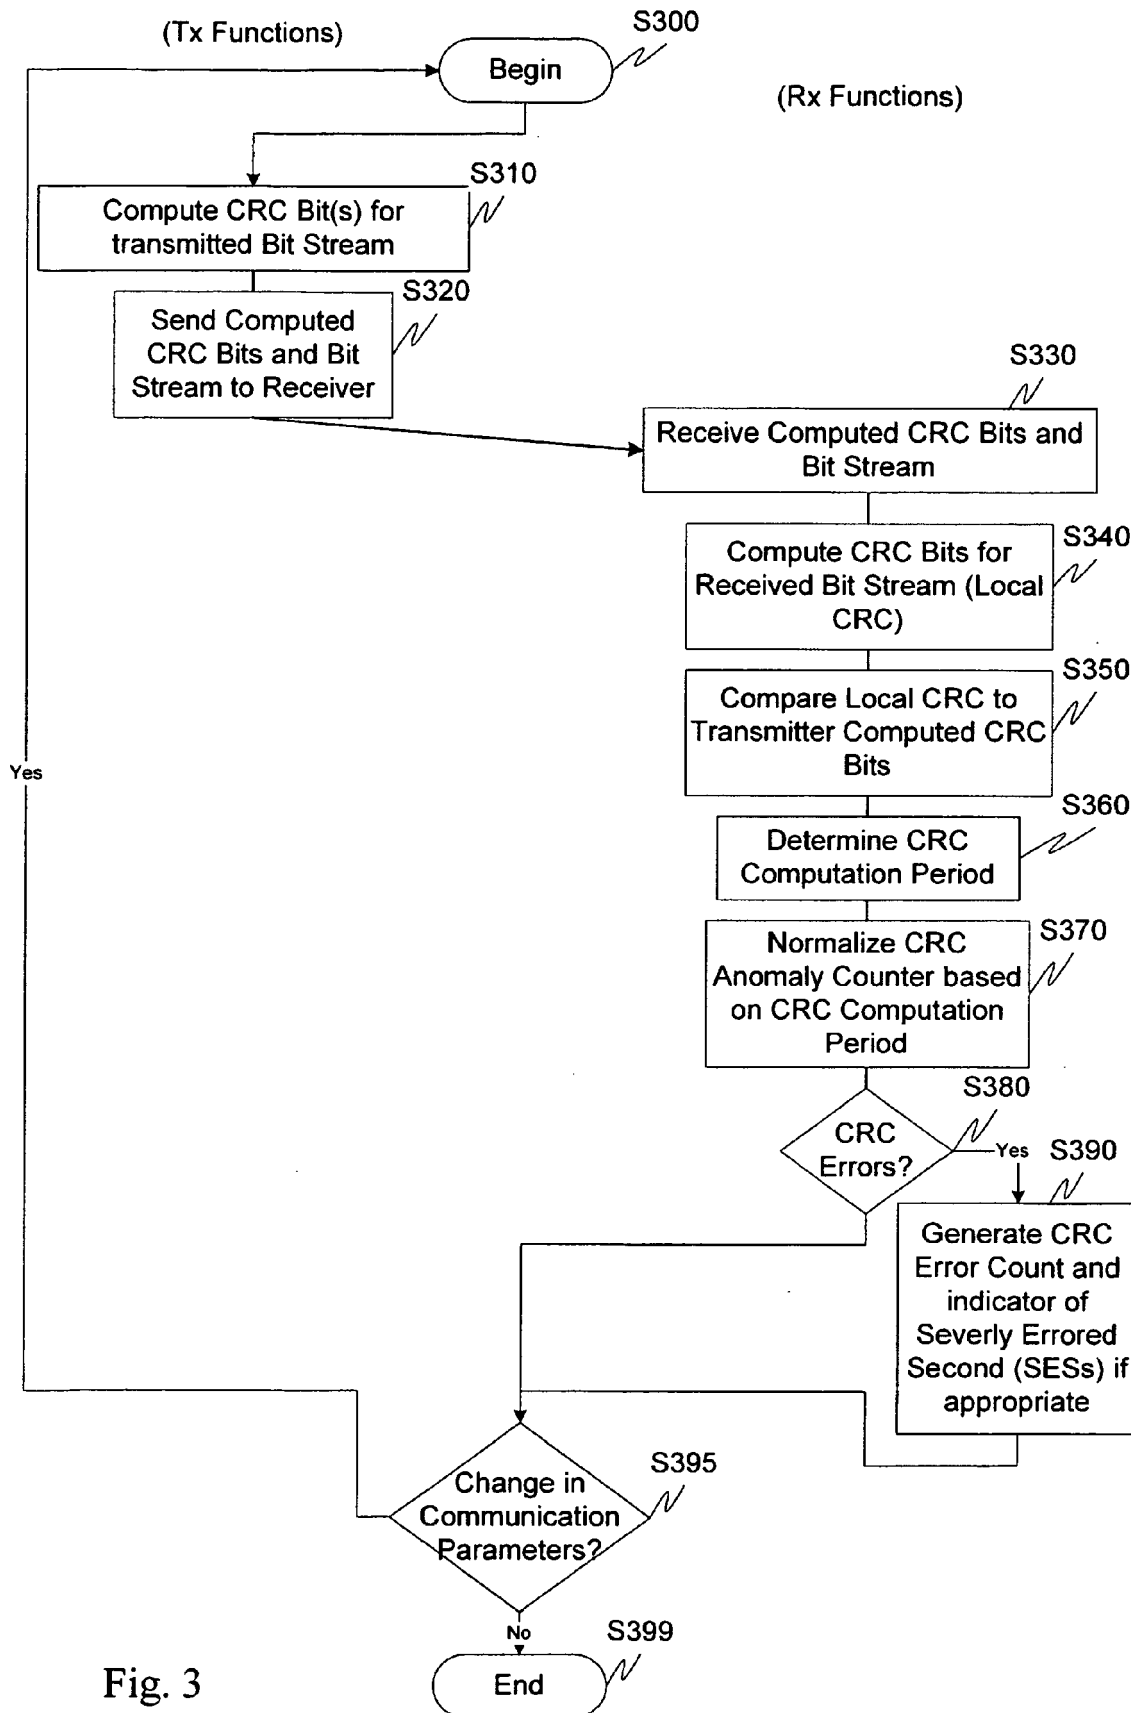 (Tx Functions)
S300
Begin
(Rx Functions)
S310
Compute CRC Bit(s) for
transmitted Bit Stream
S320
Send Computed
CRC Bits and Bit
Stream to Receiver
S330
Receive Computed CRC Bits and
Bit Stream
S340
Compute CRC Bits for
Received Bit Stream (Local
CRC)
S350
Compare Local CRC to
Transmitter Computed CRC
Bits
Yes
S360
Determine CRC
Computation Period
S370
Normalize CRC
Anomaly Counter based
on CRC Computation
Period
S380
CRC
Errors?
Yes
S390
Generate CRC
Error Count and
indicator of
Severly Errored
Second (SESs) if
appropriate
S395
Change in
Communication
Parameters?
No
S399
End
Fig. 3